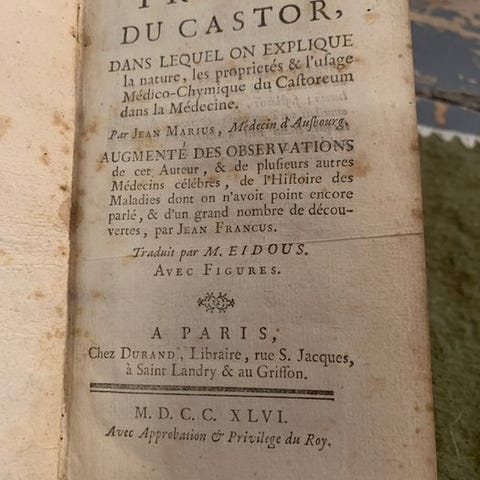 DU CASTOR,
DANS LEQUEL ON EXPLIQUE
la nature, les proprietés & l'usage
Médico-Chymique du Castoreum
dans la Médecine.
Par JEAN MARIUS, Médecin d'Ausbourg.
AUGMENTÉ DES OBSERVATIONS
de cet Auteur, & de plusieurs autres
Médecins célébres, de l'Histoire des
Maladies dont on n'avoit point encore
parlé, & d'un grand nombre de décou-
vertes, par JEAN FRANCUS.
Traduit par M. EIDOUS.
AVEC FIGURES.
A PARIS,
Chez DURAND, Libraire, rue S. Jacques,
à Saint Landry & au Griffon.
M. D. C. C. XLVI.
Avec Approbation & Privilege du Roy.